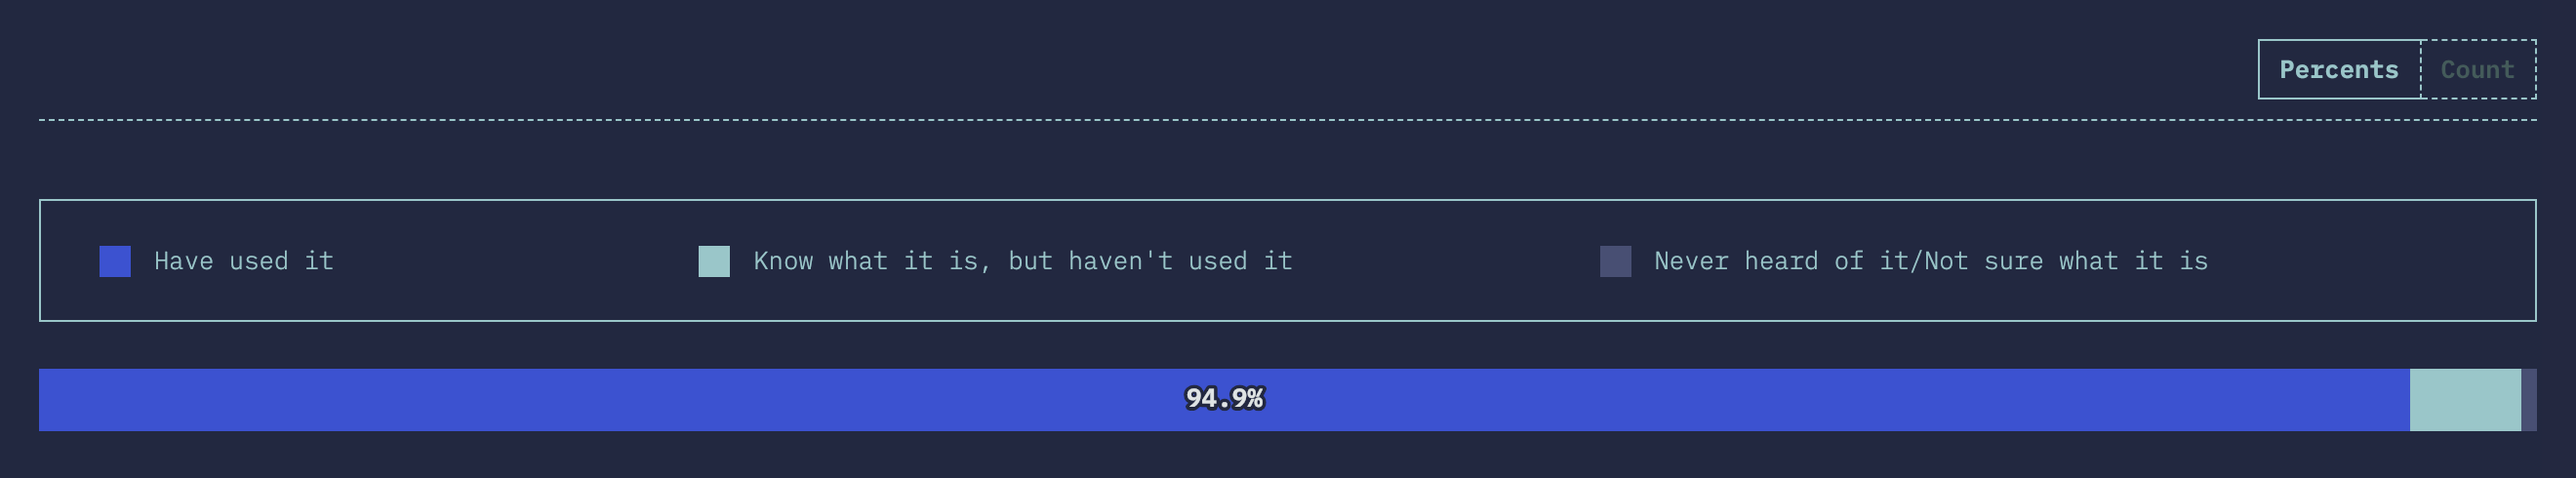 Percents Count
Have used it Know what it is, but haven't used it Never heard of it/Not sure what it is
94.9%